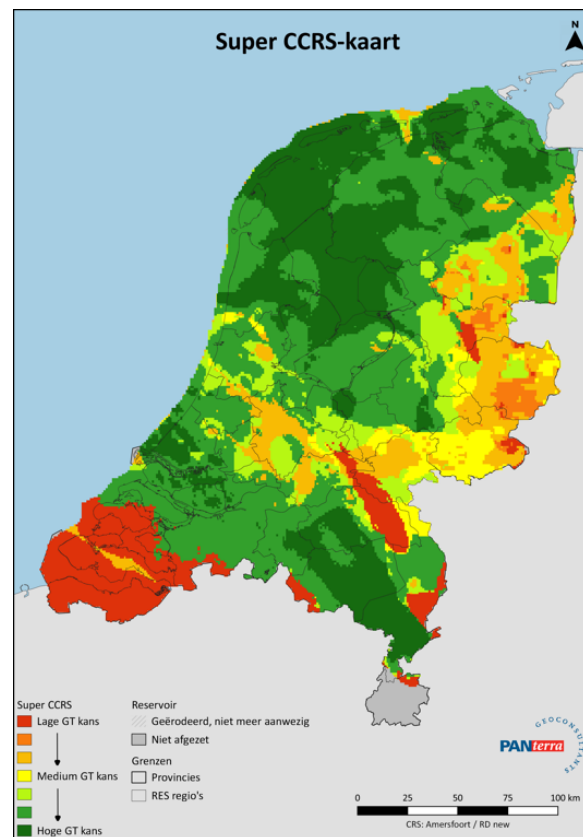 Super CCRS-kaart
N
Super CCRS
Lage GT kans
Medium GT kans
Hoge GT kans
Reservoir
Geërodeerd, niet meer aanwezig
Niet afgezet
Grenzen
Provincies
RES regio's
PANterra
GEOCONSULTANTS
0 25 50 75 100 km
CRS: Amersfoort / RD new